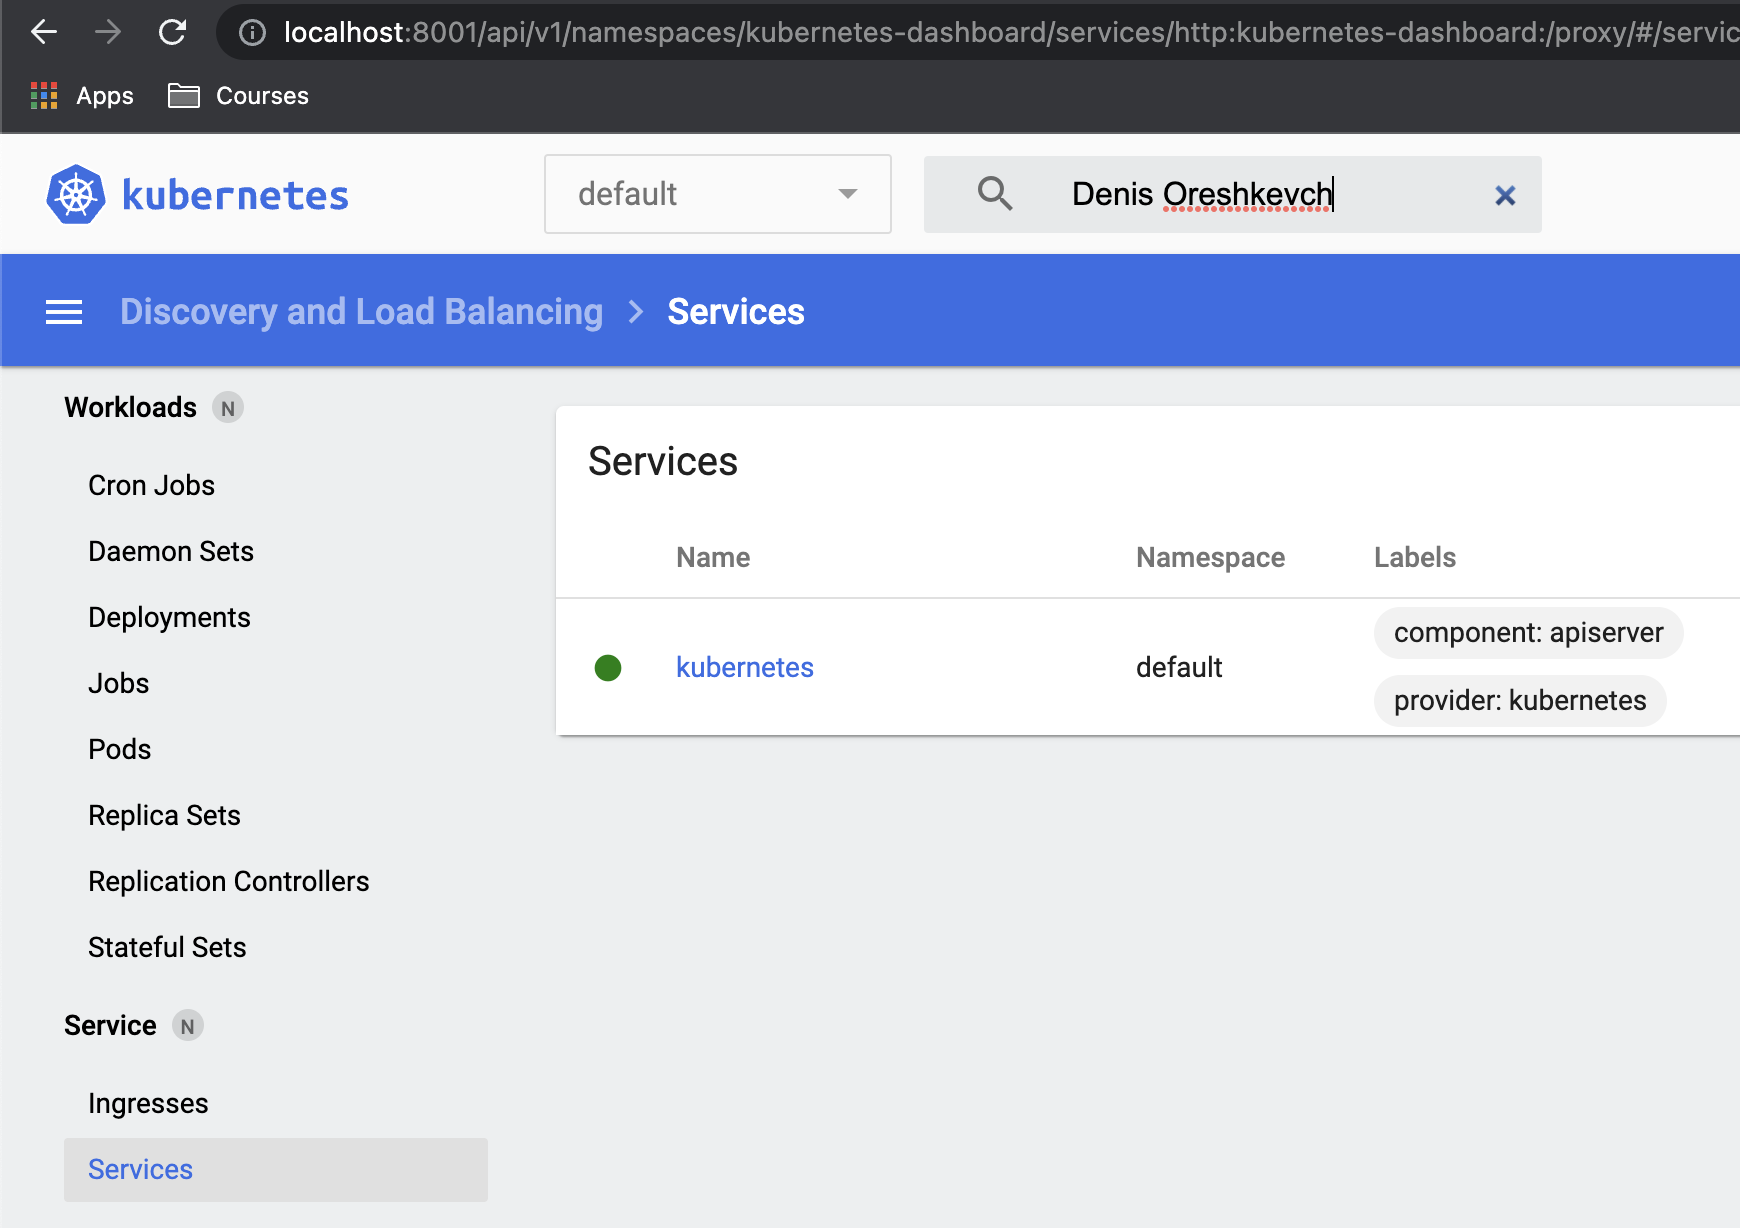 localhost:8001/api/v1/namespaces/kubernetes-dashboard/services/http:kubernetes-dashboard:/proxy/#/servic
Apps Courses
kubernetes default Denis Oreshkevch
Discovery and Load Balancing > Services
Workloads N
Cron Jobs
Daemon Sets
Deployments
Jobs
Pods
Replica Sets
Replication Controllers
Stateful Sets
Service N
Ingresses
Services
Services
Name Namespace Labels
kubernetes default component: apiserver
provider: kubernetes